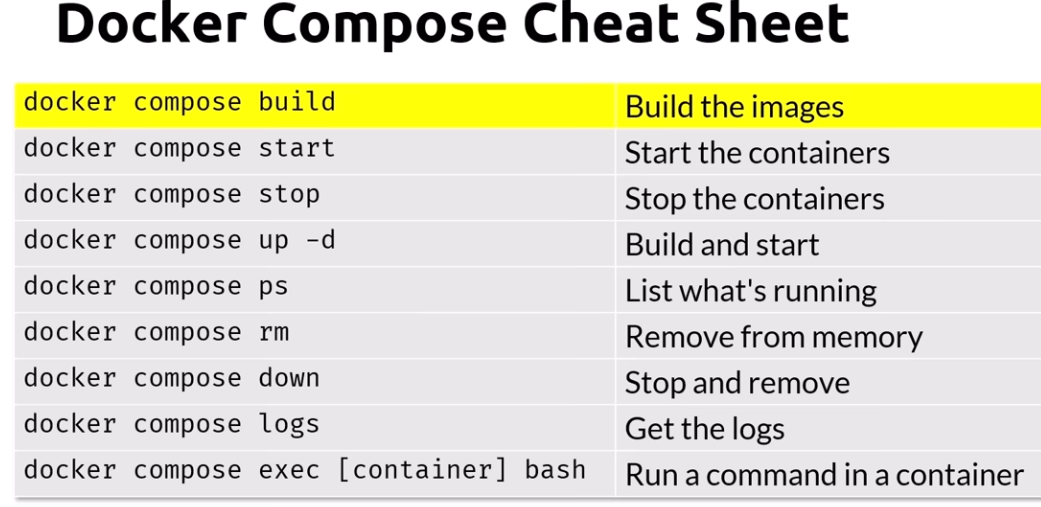 Docker Compose Cheat Sheet
docker compose build Build the images
docker compose start Start the containers
docker compose stop Stop the containers
docker compose up -d Build and start
docker compose ps List what's running
docker compose rm Remove from memory
docker compose down Stop and remove
docker compose logs Get the logs
docker compose exec [container] bash Run a command in a container